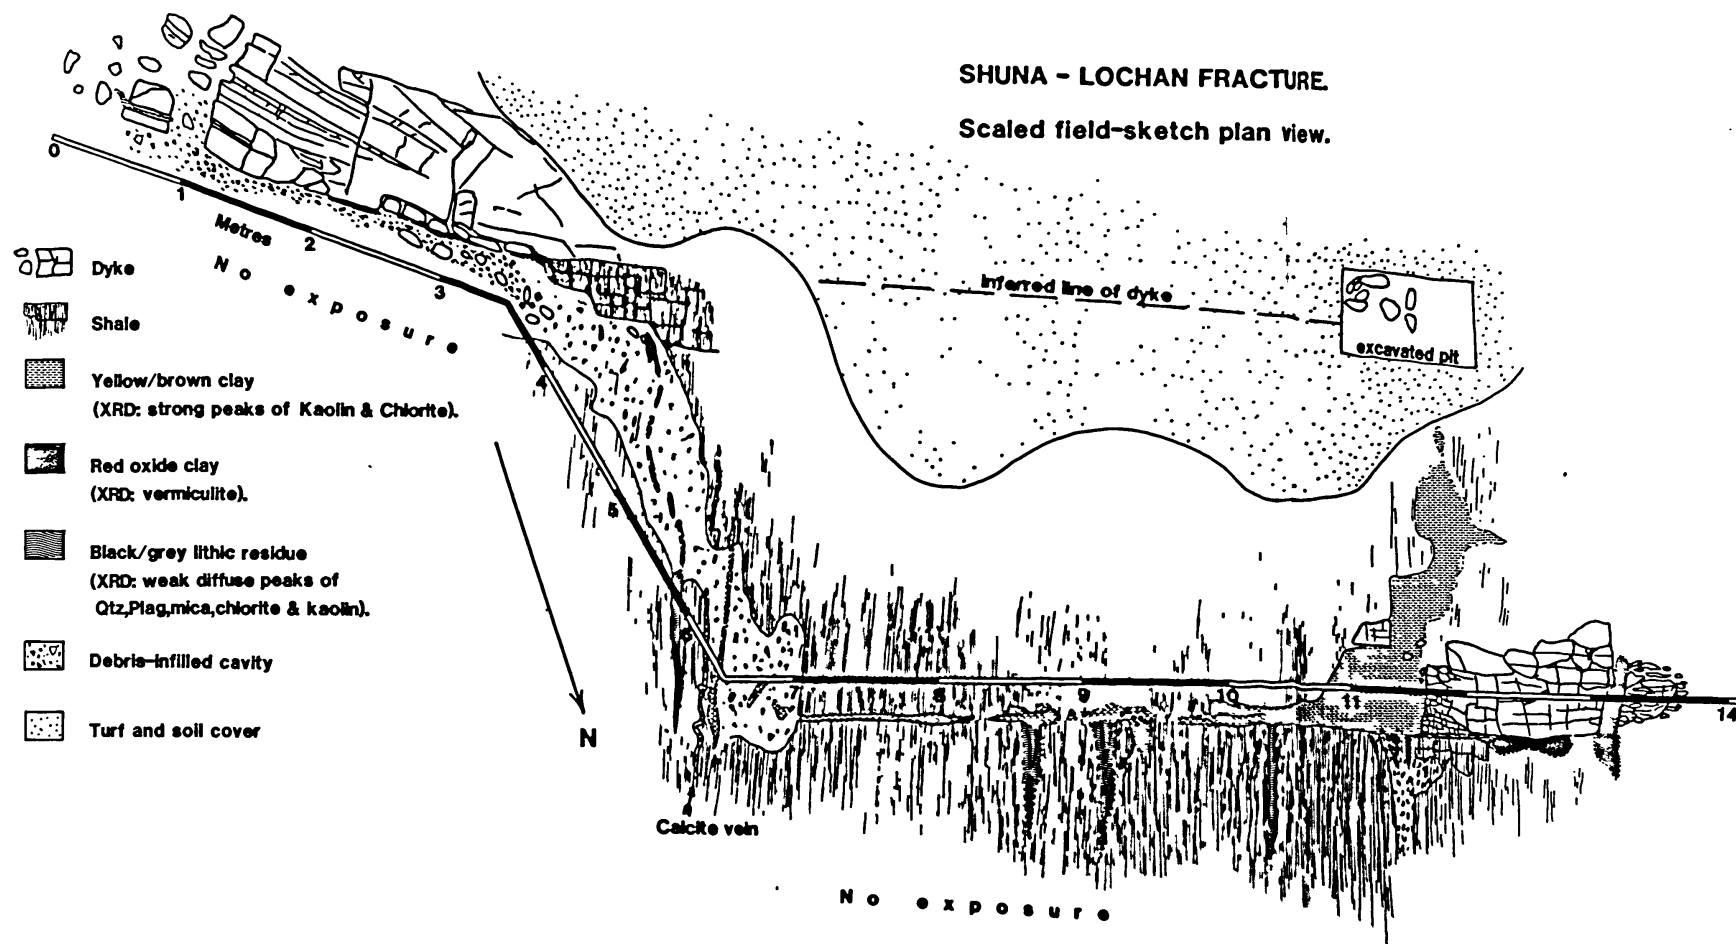 SHUNA - LOCHAN FRACTURE.
Scaled field-sketch plan view.
0
1
Metres
2
3
No exposure
Dyke
Shale
Yellow/brown clay
(XRD: strong peaks of Kaolin & Chlorite).
Red oxide clay
(XRD: vermiculite).
Black/grey lithic residue
(XRD: weak diffuse peaks of
Qtz,Plag,mica,chlorite & kaolin).
Debris-infilled cavity
Turf and soil cover
inferred line of dyke
excavated pit
4
5
6
7
8
9
10
11
14
N
Calcite vein
No exposure